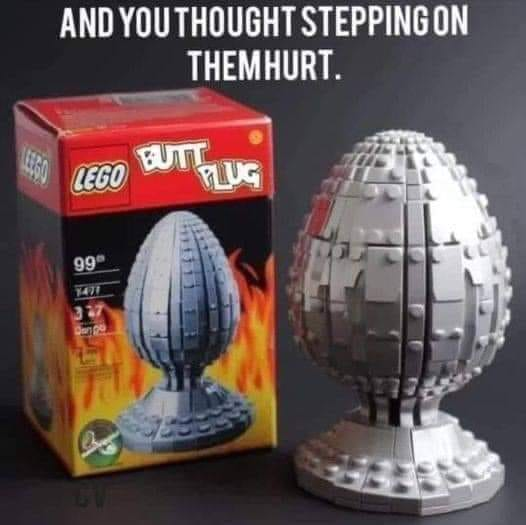 AND YOU THOUGHT STEPPING ON
THEM HURT.
LEGO
LEGO
BUTT
PLUG
99